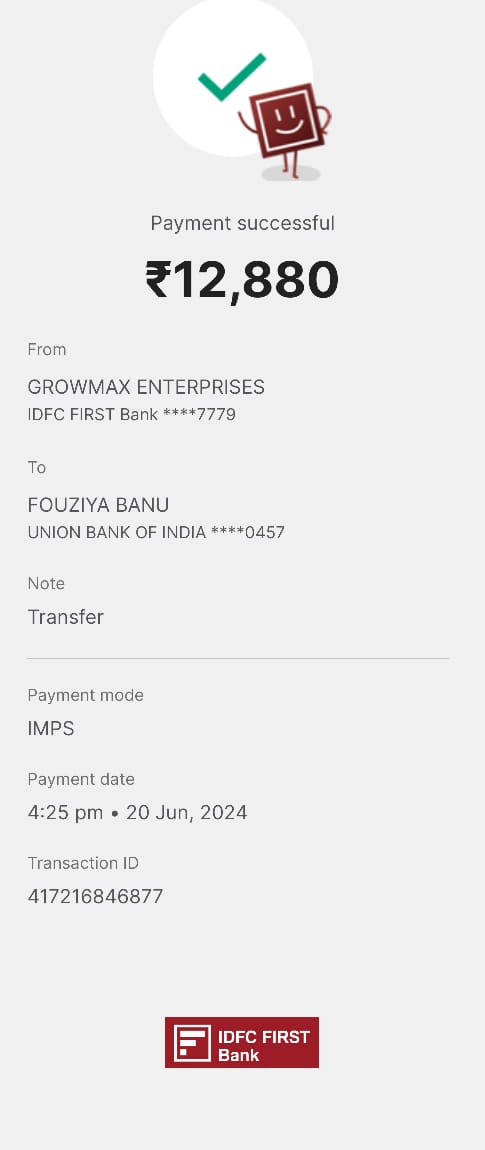 Payment successful
₹12,880
From
GROWMAX ENTERPRISES
IDFC FIRST Bank ****7779
To
FOUZIYA BANU
UNION BANK OF INDIA ****0457
Note
Transfer
Payment mode
IMPS
Payment date
4:25 pm • 20 Jun, 2024
Transaction ID
417216846877
IDFC FIRST
Bank